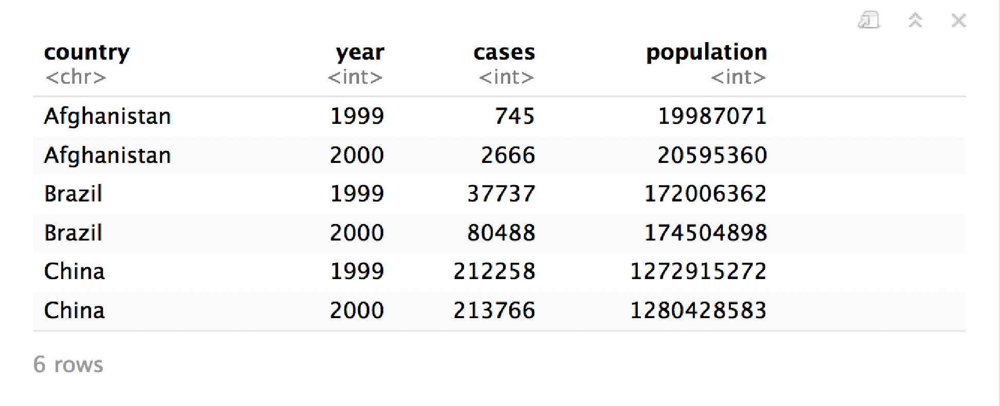 country year cases population
<chr> <int> <int> <int>
Afghanistan 1999 745 19987071
Afghanistan 2000 2666 20595360
Brazil 1999 37737 172006362
Brazil 2000 80488 174504898
China 1999 212258 1272915272
China 2000 213766 1280428583
6 rows